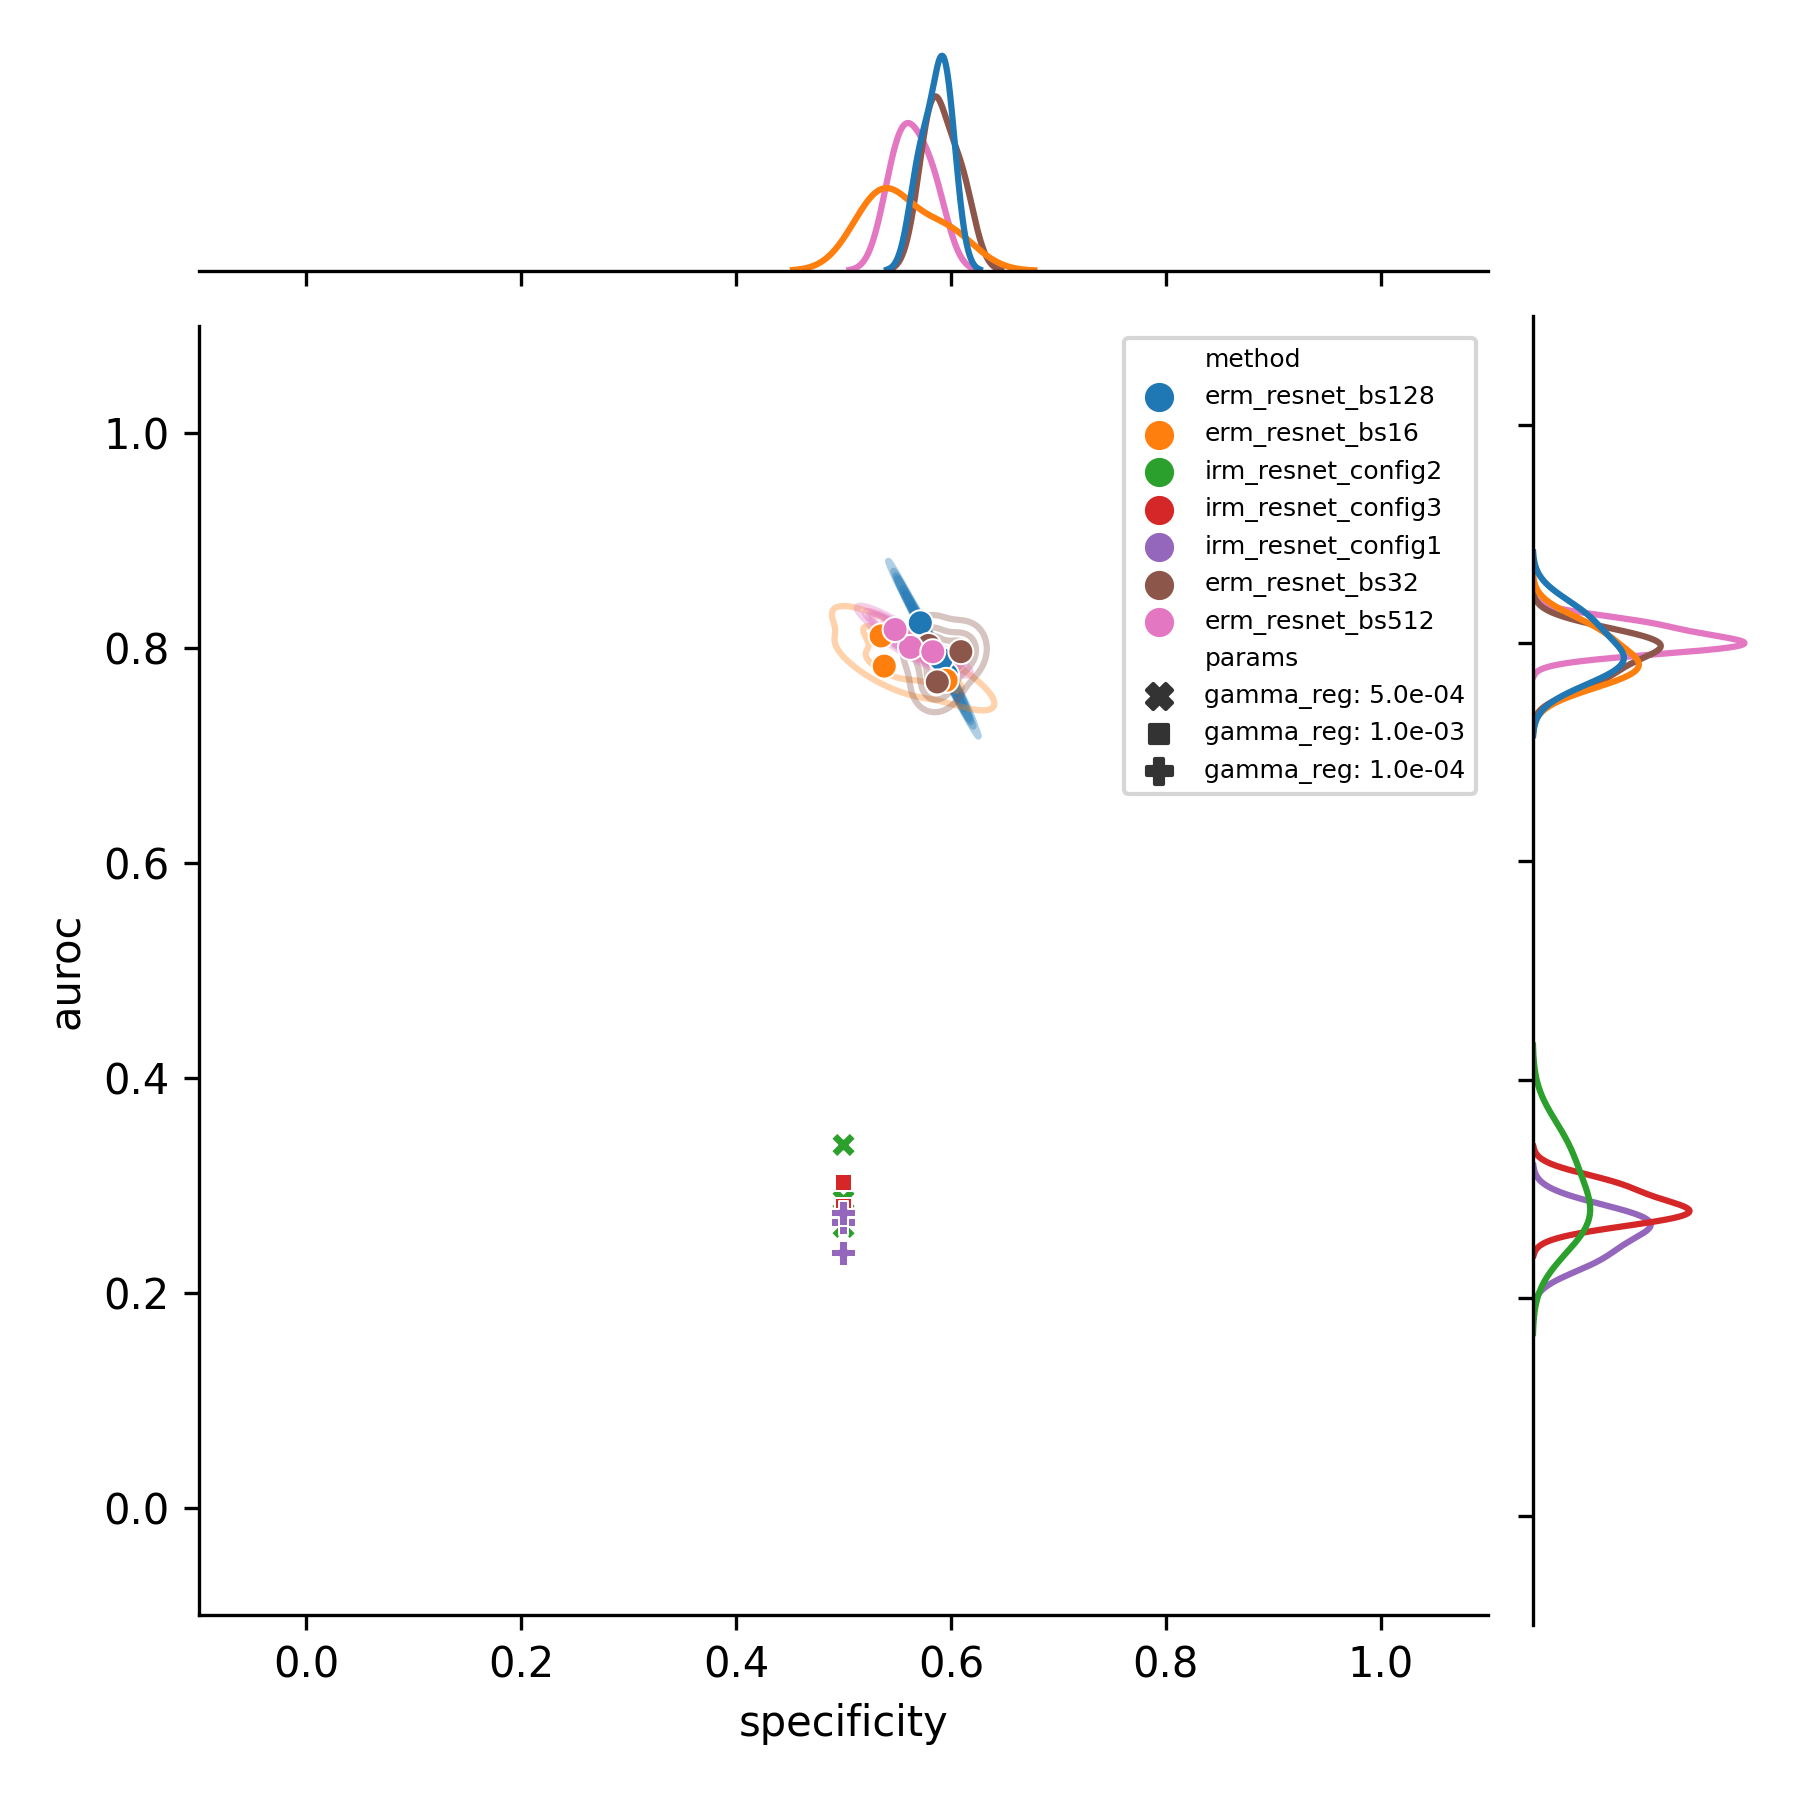 method
erm_resnet_bs128
erm_resnet_bs16
irm_resnet_config2
irm_resnet_config3
irm_resnet_config1
erm_resnet_bs32
erm_resnet_bs512
params
gamma_reg: 5.0e-04
gamma_reg: 1.0e-03
gamma_reg: 1.0e-04
1.0
0.8
0.6
0.4
0.2
0.0
auroc
0.0 0.2 0.4 0.6 0.8 1.0
specificity